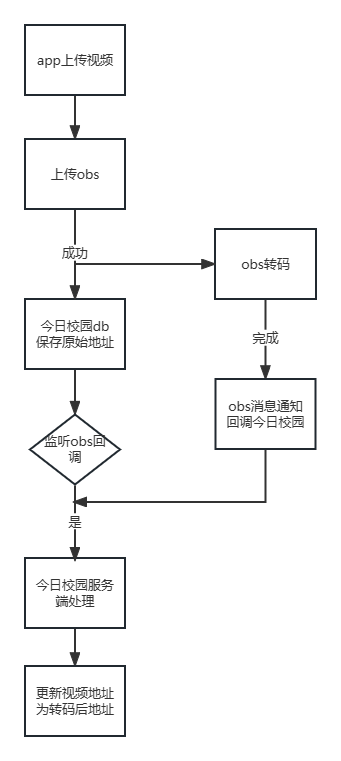 app上传视频
上传obs
成功
obs转码
今日校园db
保存原始地址
完成
obs消息通知
回调今日校园
监听obs回
调
是
今日校园服务
端处理
更新视频地址
为转码后地址